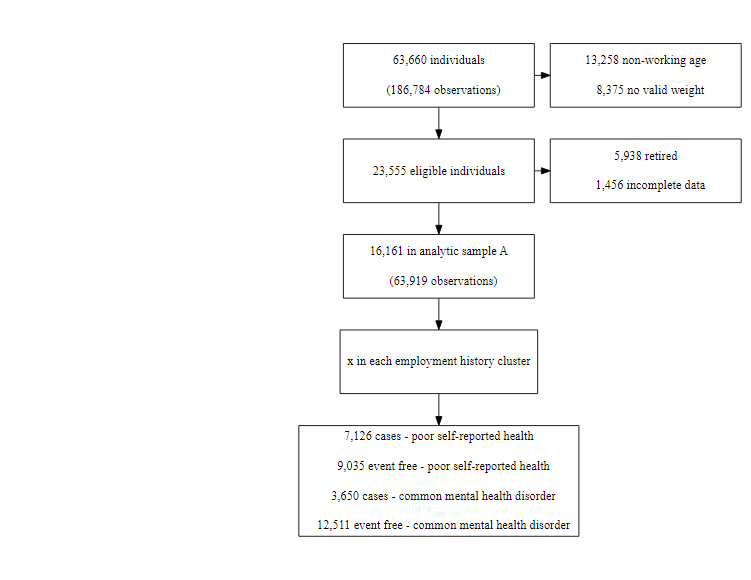 63,660 individuals
(186,784 observations)
13,258 non-working age
8,375 no valid weight
23,555 eligible individuals
5,938 retired
1,456 incomplete data
16,161 in analytic sample A
(63,919 observations)
x in each employment history cluster
7,126 cases - poor self-reported health
9,035 event free - poor self-reported health
3,650 cases - common mental health disorder
12,511 event free - common mental health disorder